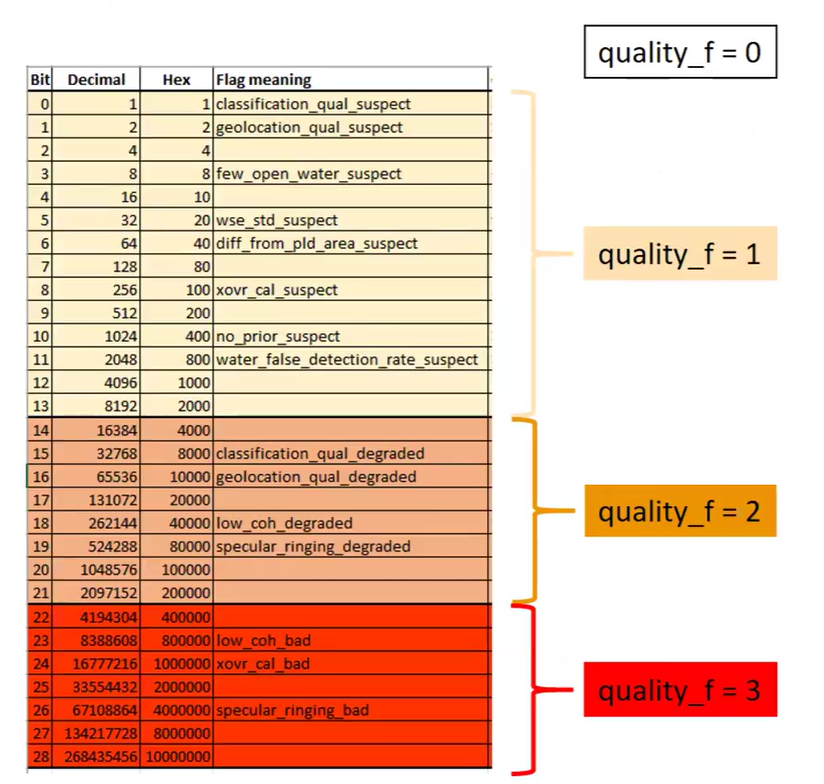 quality_f = 0
Bit Decimal Hex Flag meaning
0 1 1 classification_qual_suspect
1 2 2 geolocation_qual_suspect
2 4 4
3 8 8 few_open_water_suspect
4 16 10
5 32 20 wse_std_suspect
6 64 40 diff_from_pld_area_suspect
7 128 80
8 256 100 xovr_cal_suspect
9 512 200
10 1024 400 no_prior_suspect
11 2048 800 water_false_detection_rate_suspect
12 4096 1000
13 8192 2000
quality_f = 1
14 16384 4000
15 32768 8000 classification_qual_degraded
16 65536 10000 geolocation_qual_degraded
17 131072 20000
18 262144 40000 low_coh_degraded
19 524288 80000 specular_ringing_degraded
20 1048576 100000
21 2097152 200000
quality_f = 2
22 4194304 400000
23 8388608 800000 low_coh_bad
24 16777216 1000000 xovr_cal_bad
25 33554432 2000000
26 67108864 4000000 specular_ringing_bad
27 134217728 8000000
28 268435456 10000000
quality_f = 3